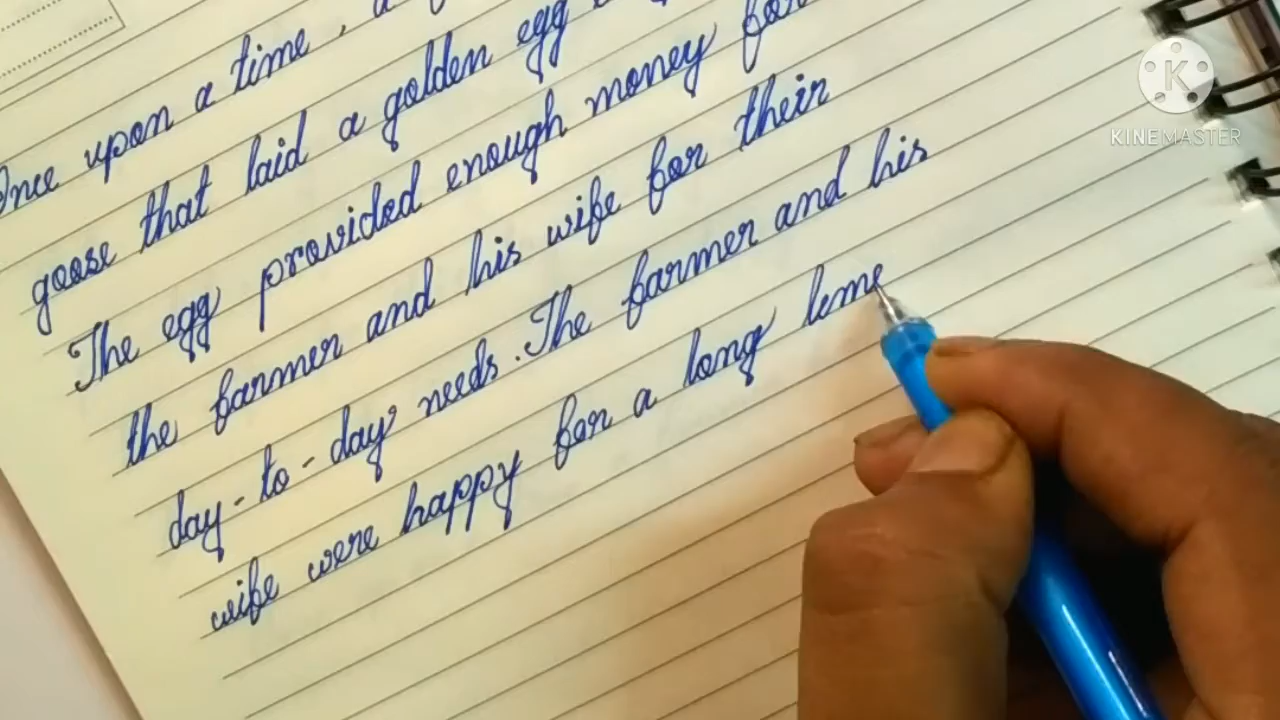 Once upon a time, a
goose that laid a golden egg
The egg provided enough money for
the farmer and his wife for their
day-to-day needs. The farmer and his
wife were happy for a long
KINEMASTER